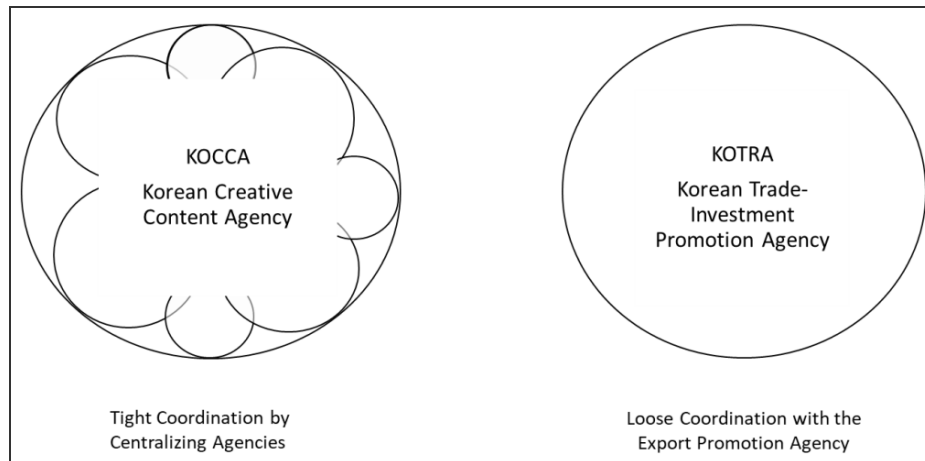 KOCCA
Korean Creative
Content Agency
KOTRA
Korean Trade-
Investment
Promotion Agency
Tight Coordination by
Centralizing Agencies
Loose Coordination with the
Export Promotion Agency